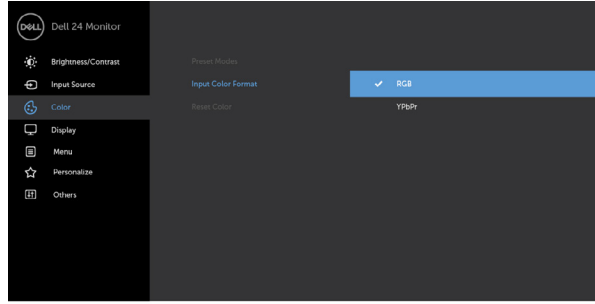 DELL Dell 24 Monitor
Brightness/Contrast
Preset Modes
Input Source
Input Color Format
RGB
Color
Reset Color
YPbPr
Display
Menu
Personalize
Others